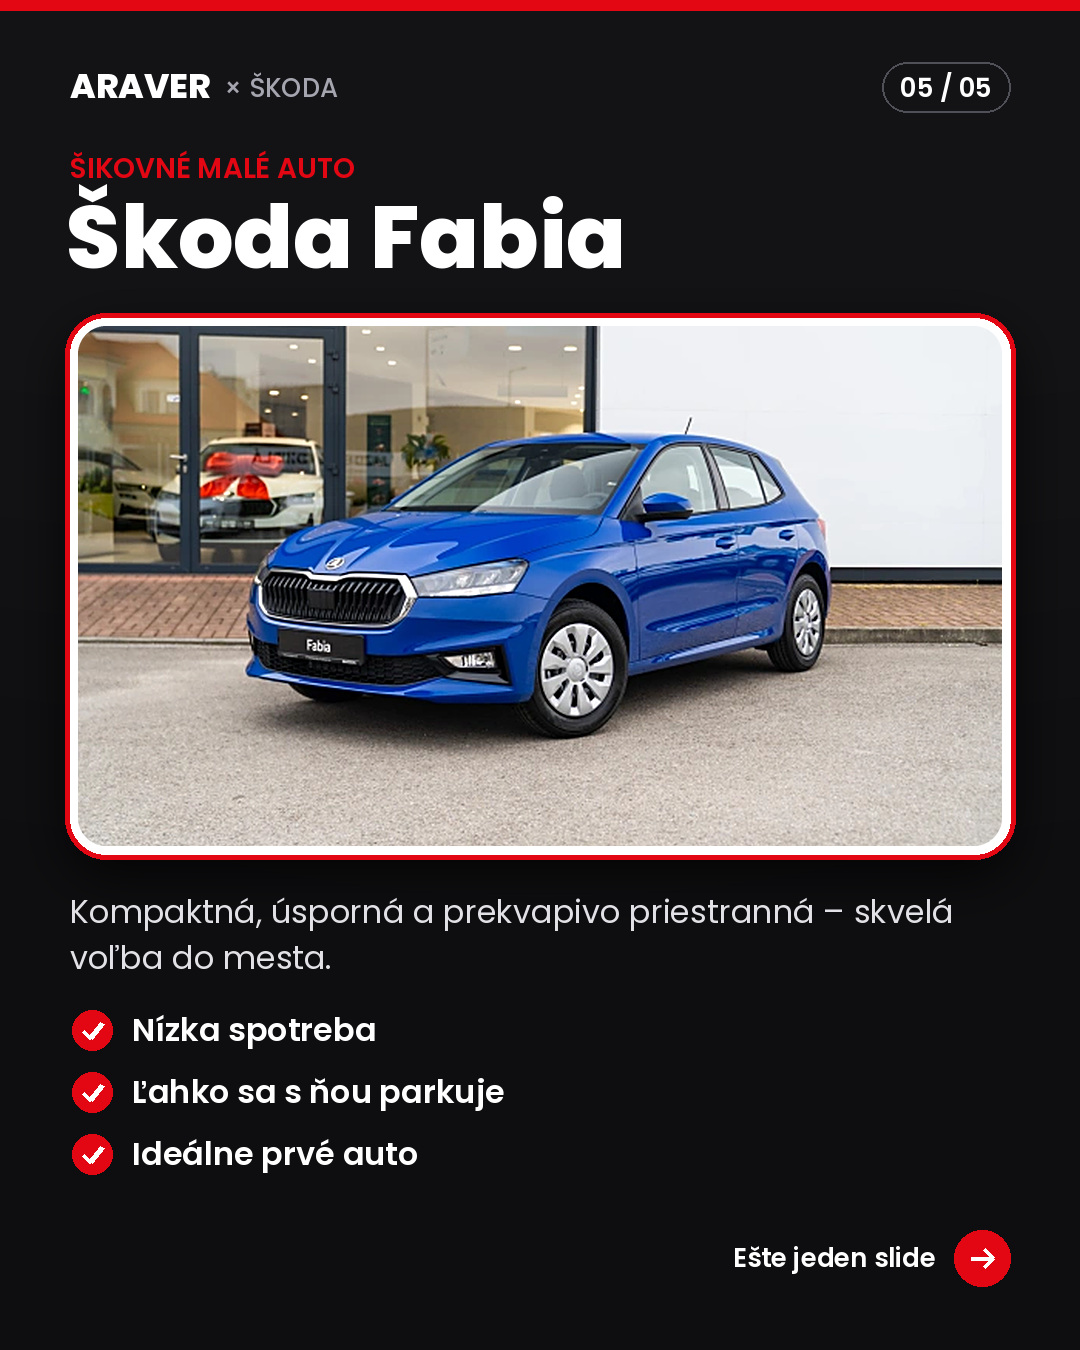 ARAVER × ŠKODA
05 / 05
ŠIKOVNÉ MALÉ AUTO
Škoda Fabia
Fabia
Kompaktná, úsporná a prekvapivo priestranná – skvelá
voľba do mesta.
Nízka spotreba
Ľahko sa s ňou parkuje
Ideálne prvé auto
Ešte jeden slide